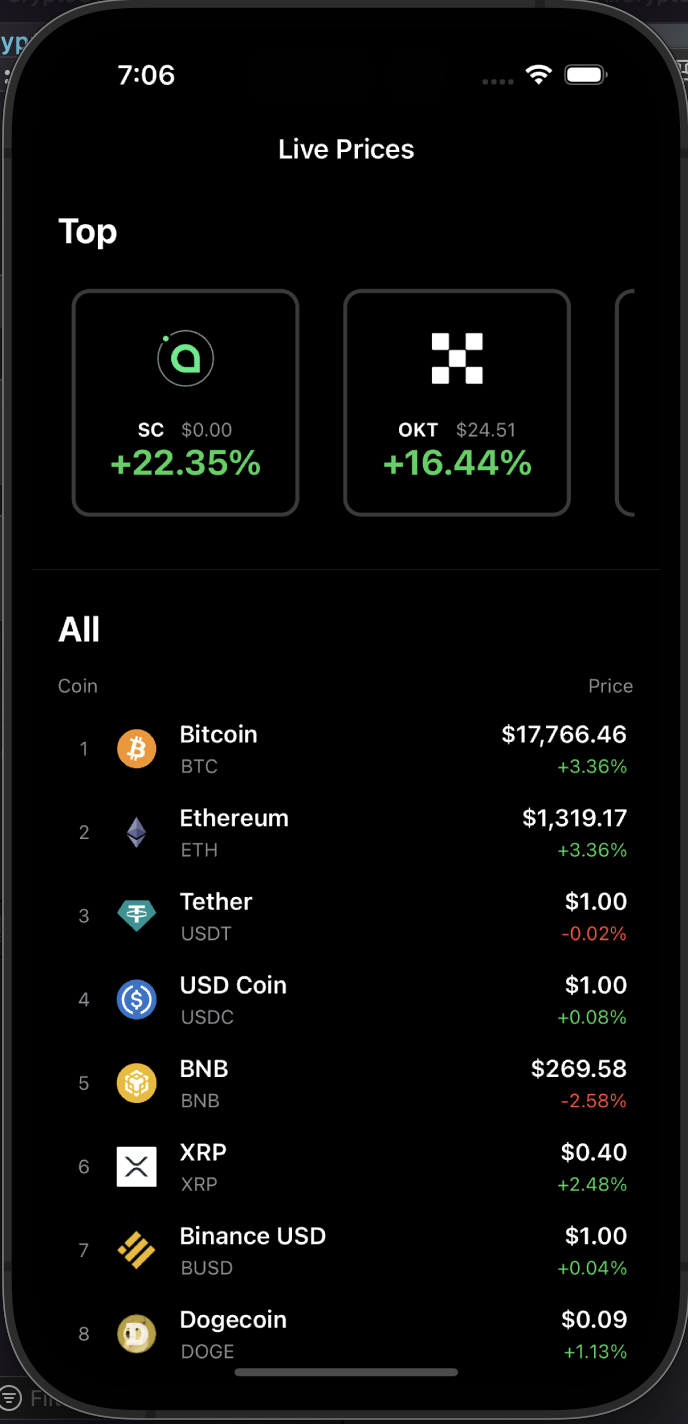 7:06
Live Prices
Top
SC $0.00
+22.35%
OKT $24.51
+16.44%
All
Coin Price
1 Bitcoin $17,766.46
BTC +3.36%
2 Ethereum $1,319.17
ETH +3.36%
3 Tether $1.00
USDT -0.02%
4 USD Coin $1.00
USDC +0.08%
5 BNB $269.58
BNB -2.58%
6 XRP $0.40
XRP +2.48%
7 Binance USD $1.00
BUSD +0.04%
8 Dogecoin $0.09
DOGE +1.13%